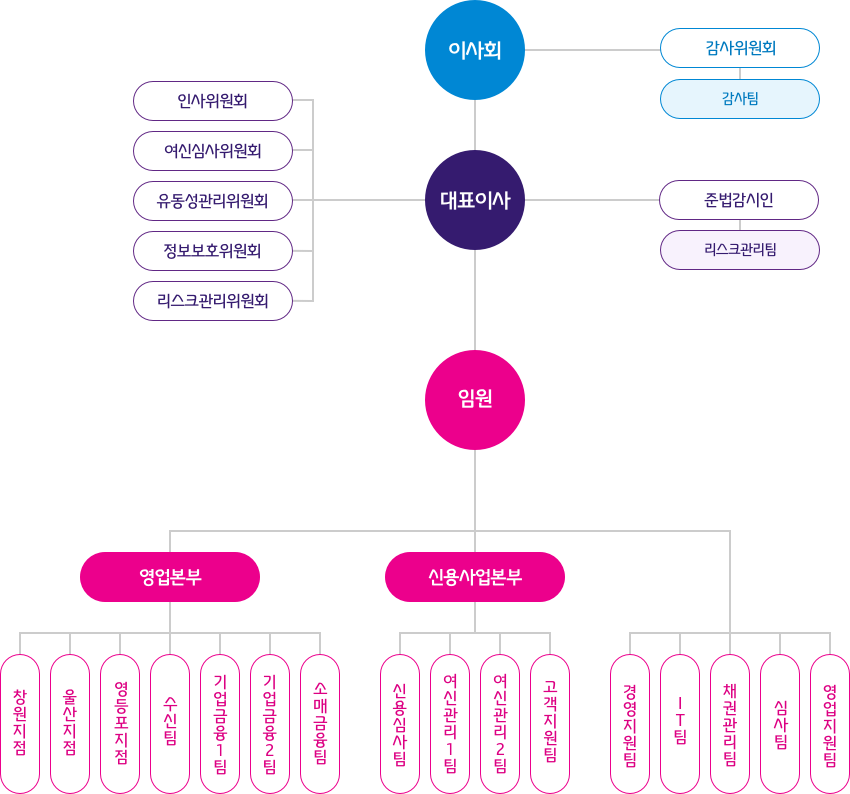 이사회
감사위원회
감사팀
인사위원회
여신심사위원회
유동성관리위원회
정보보호위원회
리스크관리위원회
대표이사
준법감시인
리스크관리팀
임원
영업본부
신용사업본부
창원지점
울산지점
영등포지점
수신팀
기업금융1팀
기업금융2팀
소매금융팀
신용심사팀
여신관리1팀
여신관리2팀
고객지원팀
경영지원팀
IT팀
채권관리팀
심사팀
영업지원팀